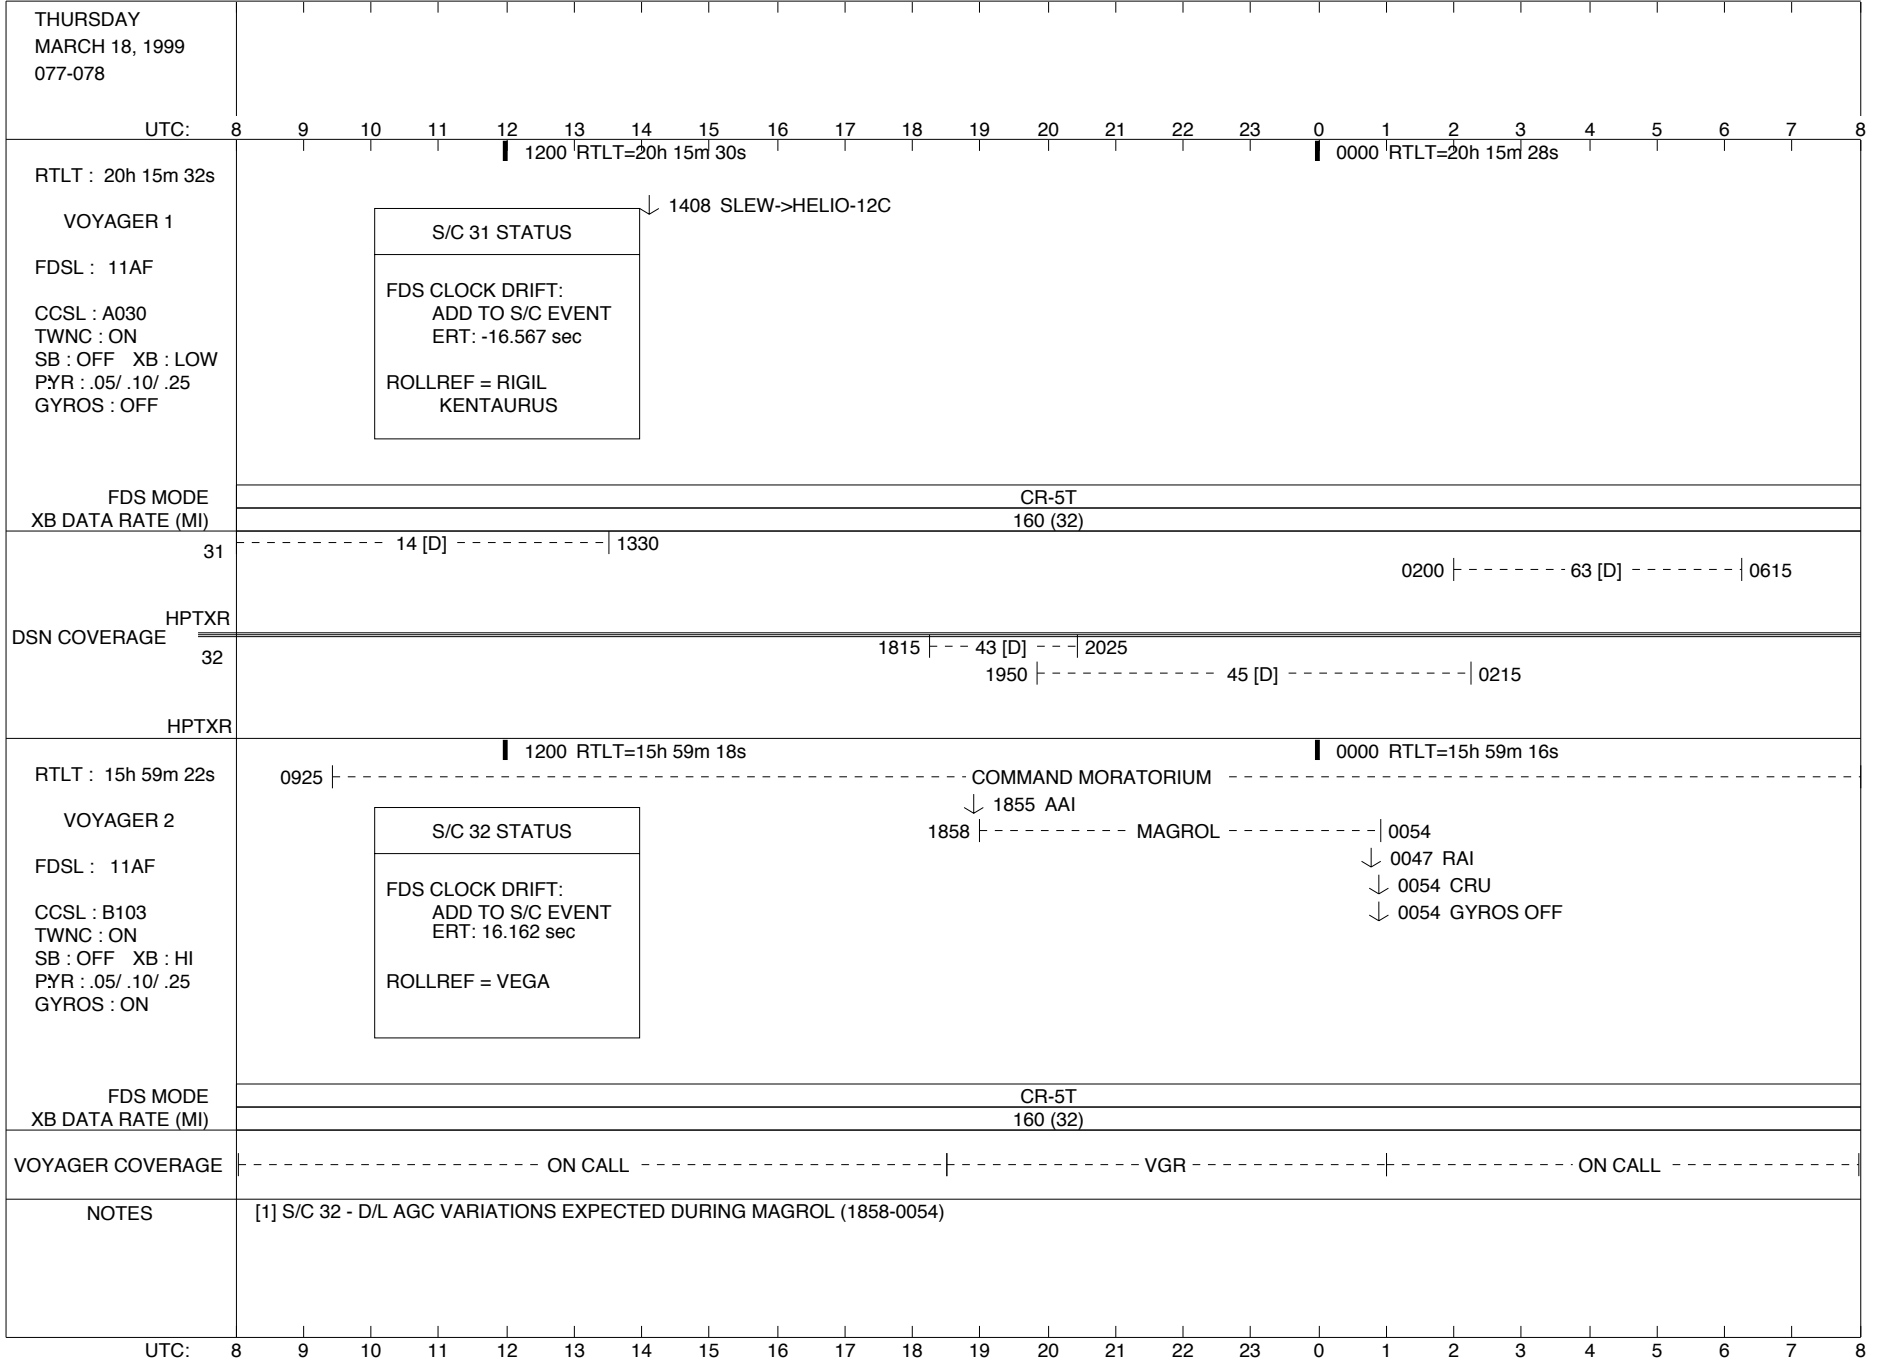 THURSDAY
MARCH 18, 1999
077-078
UTC: 8 9 10 11 12 13 14 15 16 17 18 19 20 21 22 23 0 1 2 3 4 5 6 7 8
1200 RTLT=20h 15m 30s 0000 RTLT=20h 15m 28s
RTLT : 20h 15m 32s
1408 SLEW->HELIO-12C
VOYAGER 1
FDSL : 11AF
CCSL : A030
TWNC : ON
SB : OFF XB : LOW
P:YR : .05/ .10/ .25
GYROS : OFF
S/C 31 STATUS
FDS CLOCK DRIFT:
ADD TO S/C EVENT
ERT: -16.567 sec
ROLLREF = RIGIL
KENTAURUS
FDS MODE CR-5T
XB DATA RATE (MI) 160 (32)
31 14 [D] 1330
0200 63 [D] 0615
HPTXR
DSN COVERAGE
32 1815 43 [D] 2025
1950 45 [D] 0215
HPTXR
1200 RTLT=15h 59m 18s 0000 RTLT=15h 59m 16s
RTLT : 15h 59m 22s
0925 COMMAND MORATORIUM
1855 AAI
1858 MAGROL 0054
0047 RAI
0054 CRU
0054 GYROS OFF
VOYAGER 2
FDSL : 11AF
CCSL : B103
TWNC : ON
SB : OFF XB : HI
P:YR : .05/ .10/ .25
GYROS : ON
S/C 32 STATUS
FDS CLOCK DRIFT:
ADD TO S/C EVENT
ERT: 16.162 sec
ROLLREF = VEGA
FDS MODE CR-5T
XB DATA RATE (MI) 160 (32)
VOYAGER COVERAGE ON CALL VGR ON CALL
NOTES [1] S/C 32 - D/L AGC VARIATIONS EXPECTED DURING MAGROL (1858-0054)
UTC: 8 9 10 11 12 13 14 15 16 17 18 19 20 21 22 23 0 1 2 3 4 5 6 7 8